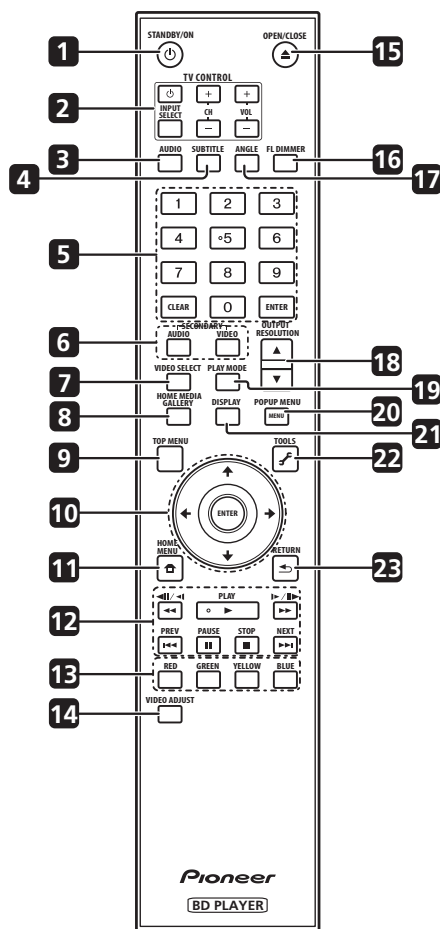 STANDBY/ON OPEN/CLOSE
1 15
TV CONTROL
2 INPUT SELECT + CH − + VOL −
3 AUDIO SUBTITLE ANGLE FL DIMMER 16
4 17
1 2 3
5 4 5 6
7 8 9
CLEAR 0 ENTER
SECONDARY
6 AUDIO VIDEO
OUTPUT
RESOLUTION
18
7 VIDEO SELECT PLAY MODE 19
8 HOME MEDIA
GALLERY
DISPLAY 21
POPUP MENU
MENU 20
9 TOP MENU TOOLS 22
10 ENTER
11 HOME
MENU
RETURN 23
12 PLAY
PREV PAUSE STOP NEXT
13 RED GREEN YELLOW BLUE
14 VIDEO ADJUST
Pioneer
BD PLAYER